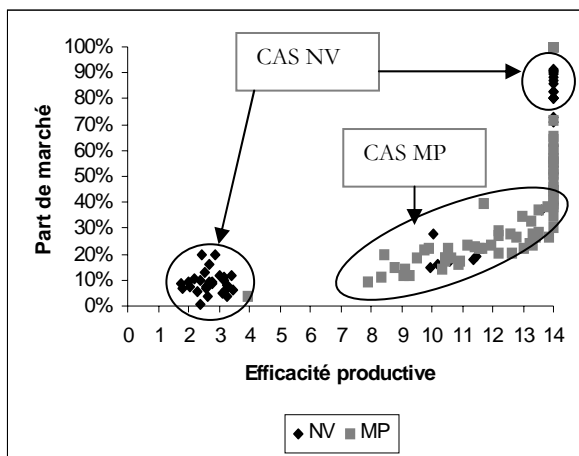 100%
90%
80%
70%
60%
50%
40%
30%
20%
10%
0%
Part de marché
CAS NV
CAS MP
0 1 2 3 4 5 6 7 8 9 10 11 12 13 14
Efficacité productive
NV MP